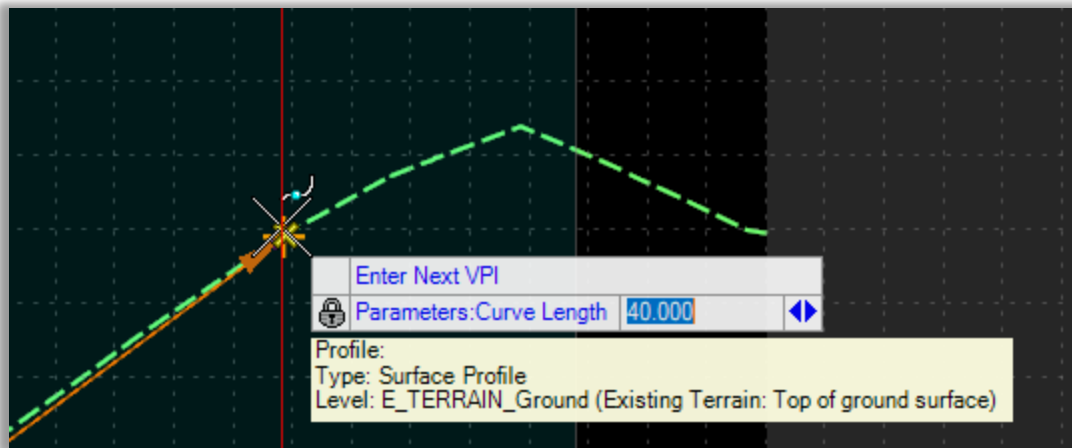 Enter Next VPI
Parameters:Curve Length 40.000
Profile:
Type: Surface Profile
Level: E_TERRAIN_Ground (Existing Terrain: Top of ground surface)